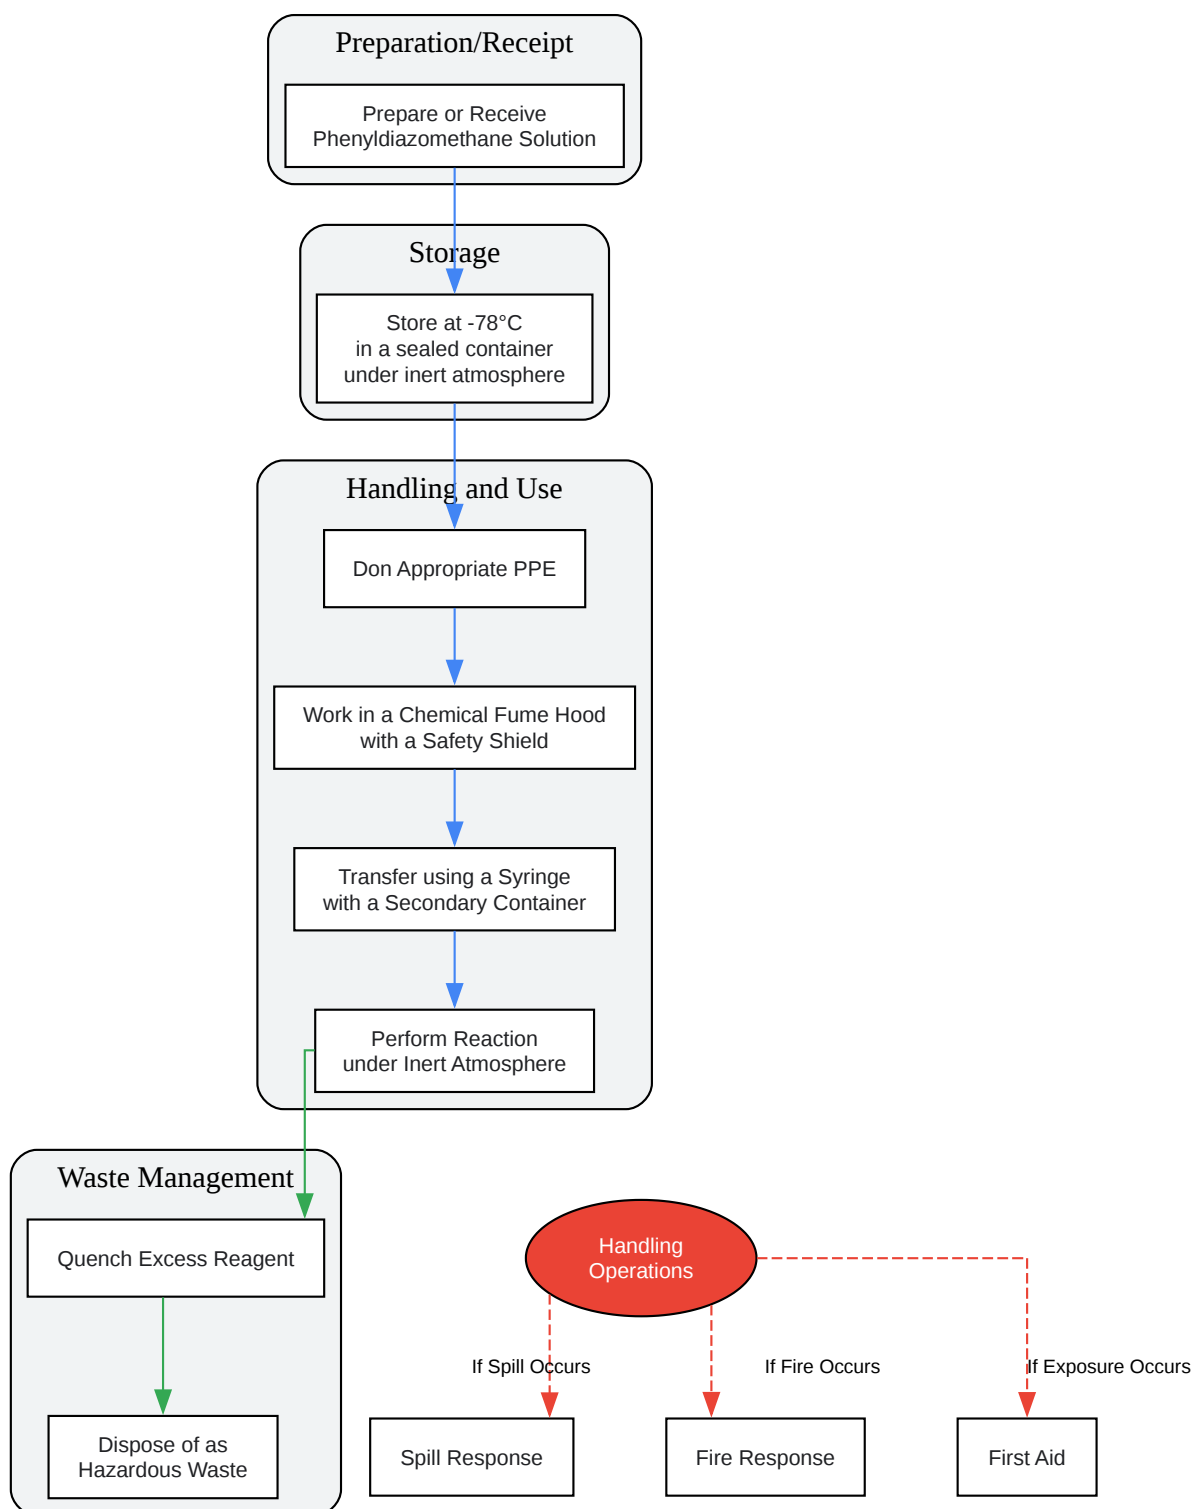 Preparation/Receipt
Prepare or Receive
Phenyldiazomethane Solution
Storage
Store at -78°C
in a sealed container
under inert atmosphere
Handling and Use
Don Appropriate PPE
Work in a Chemical Fume Hood
with a Safety Shield
Transfer using a Syringe
with a Secondary Container
Perform Reaction
under Inert Atmosphere
Waste Management
Quench Excess Reagent
Dispose of as
Hazardous Waste
Handling
Operations
If Spill Occurs
If Fire Occurs
If Exposure Occurs
Spill Response
Fire Response
First Aid